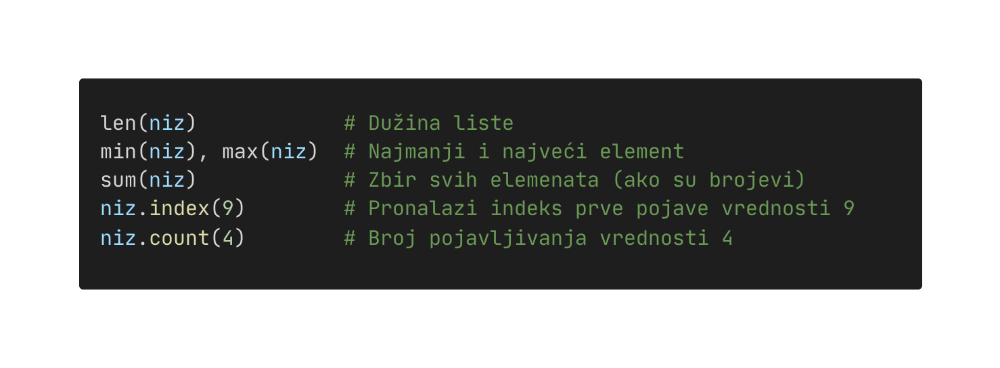 len(niz)            # Dužina liste
min(niz), max(niz)  # Najmanji i najveći element
sum(niz)            # Zbir svih elemenata (ako su brojevi)
niz.index(9)        # Pronalazi indeks prve pojave vrednosti 9
niz.count(4)        # Broj pojavljivanja vrednosti 4